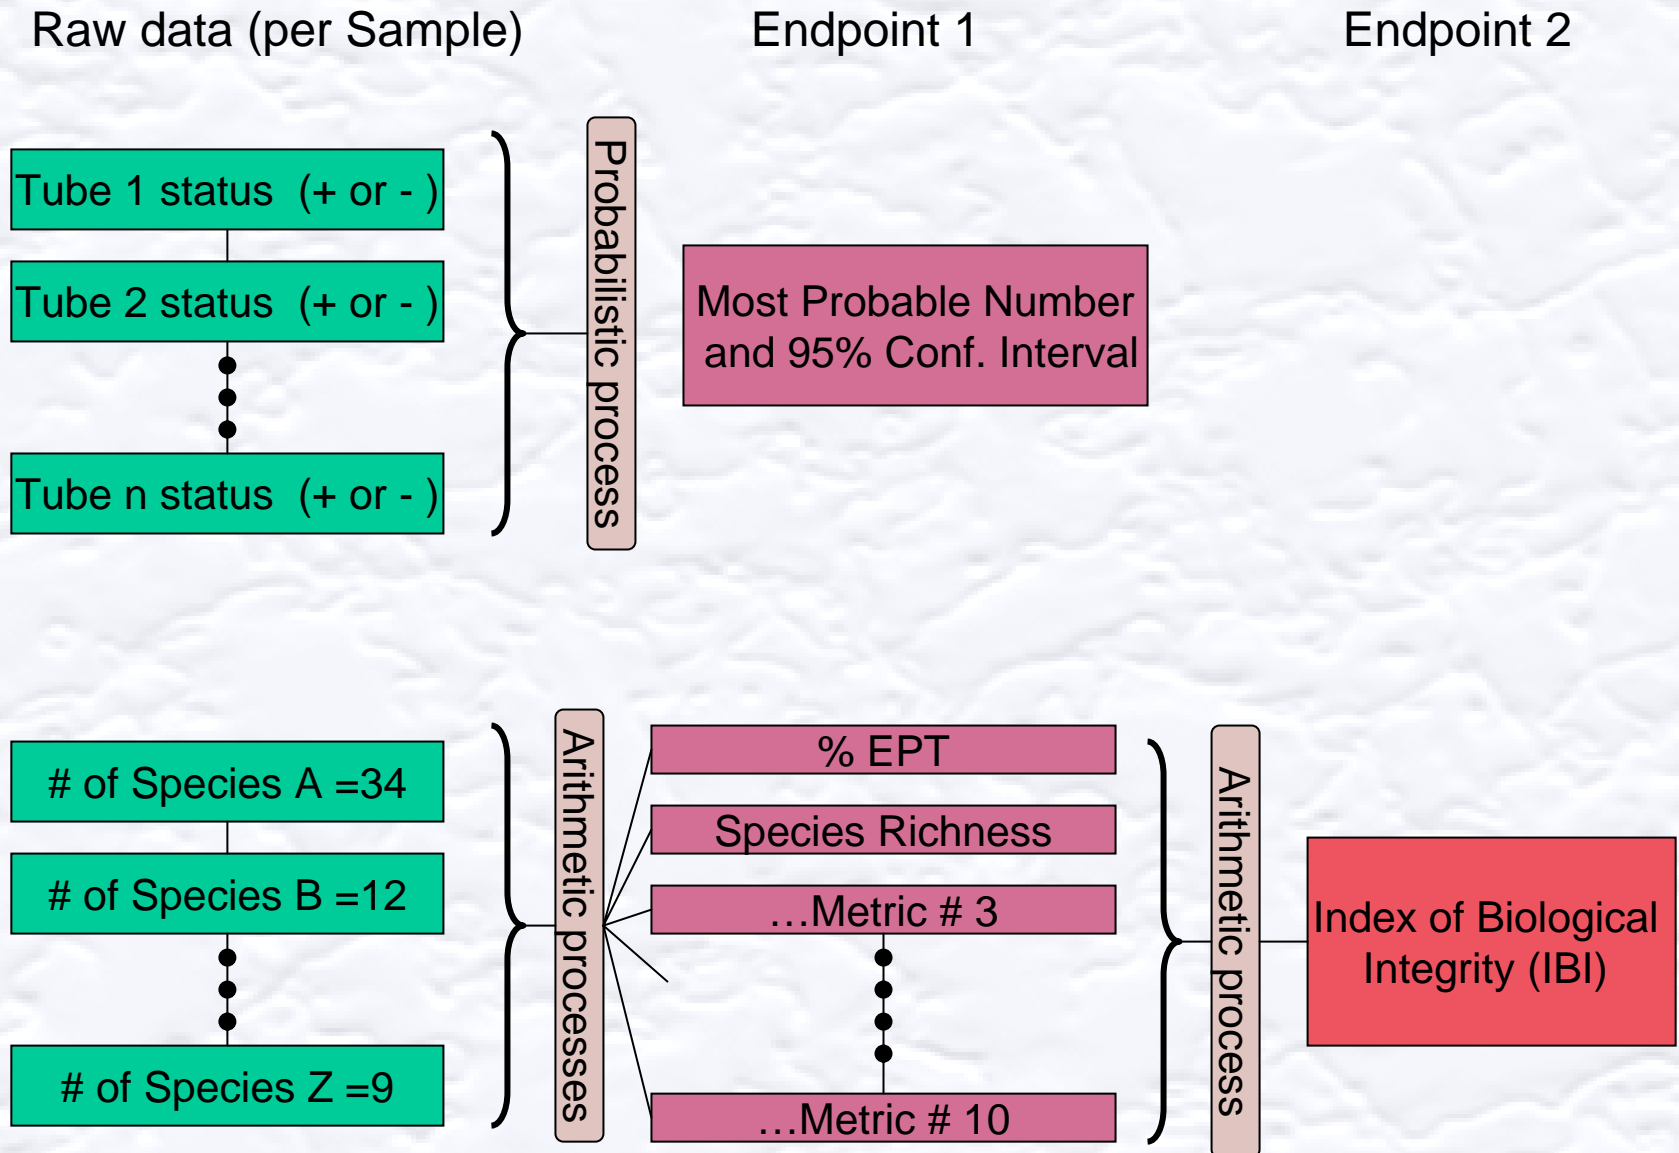 Raw data (per Sample)
Endpoint 1
Endpoint 2
Tube 1 status (+ or - )
Tube 2 status (+ or - )
Tube n status (+ or - )
Probabilistic process
Most Probable Number
and 95% Conf. Interval
# of Species A =34
# of Species B =12
# of Species Z =9
Arithmetic processes
% EPT
Species Richness
...Metric # 3
...Metric # 10
Arithmetic process
Index of Biological
Integrity (IBI)